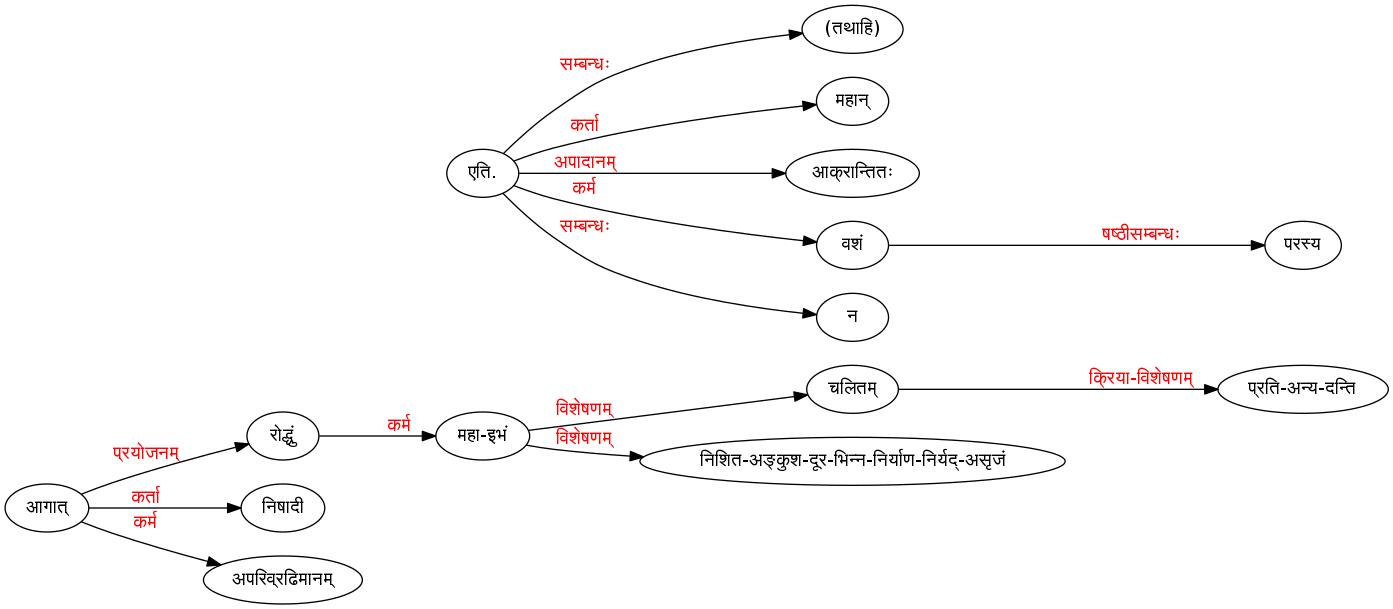 (तथाहि)
सम्बन्धः
महान्
कर्ता
एति.
अपादानम्
आक्रान्तितः
कर्म
सम्बन्धः
वशं
षष्ठीसम्बन्धः
परस्य
न
चलितम्
क्रिया-विशेषणम्
प्रति-अन्य-दन्ति
विशेषणम्
रोद्धुं
कर्म
महा-इभं
विशेषणम्
निशित-अङ्कुश-दूर-भिन्न-निर्याण-निर्यद्-असृजं
प्रयोजनम्
आगात्
कर्ता
निषादी
कर्म
अपरिव्रढिमानम्